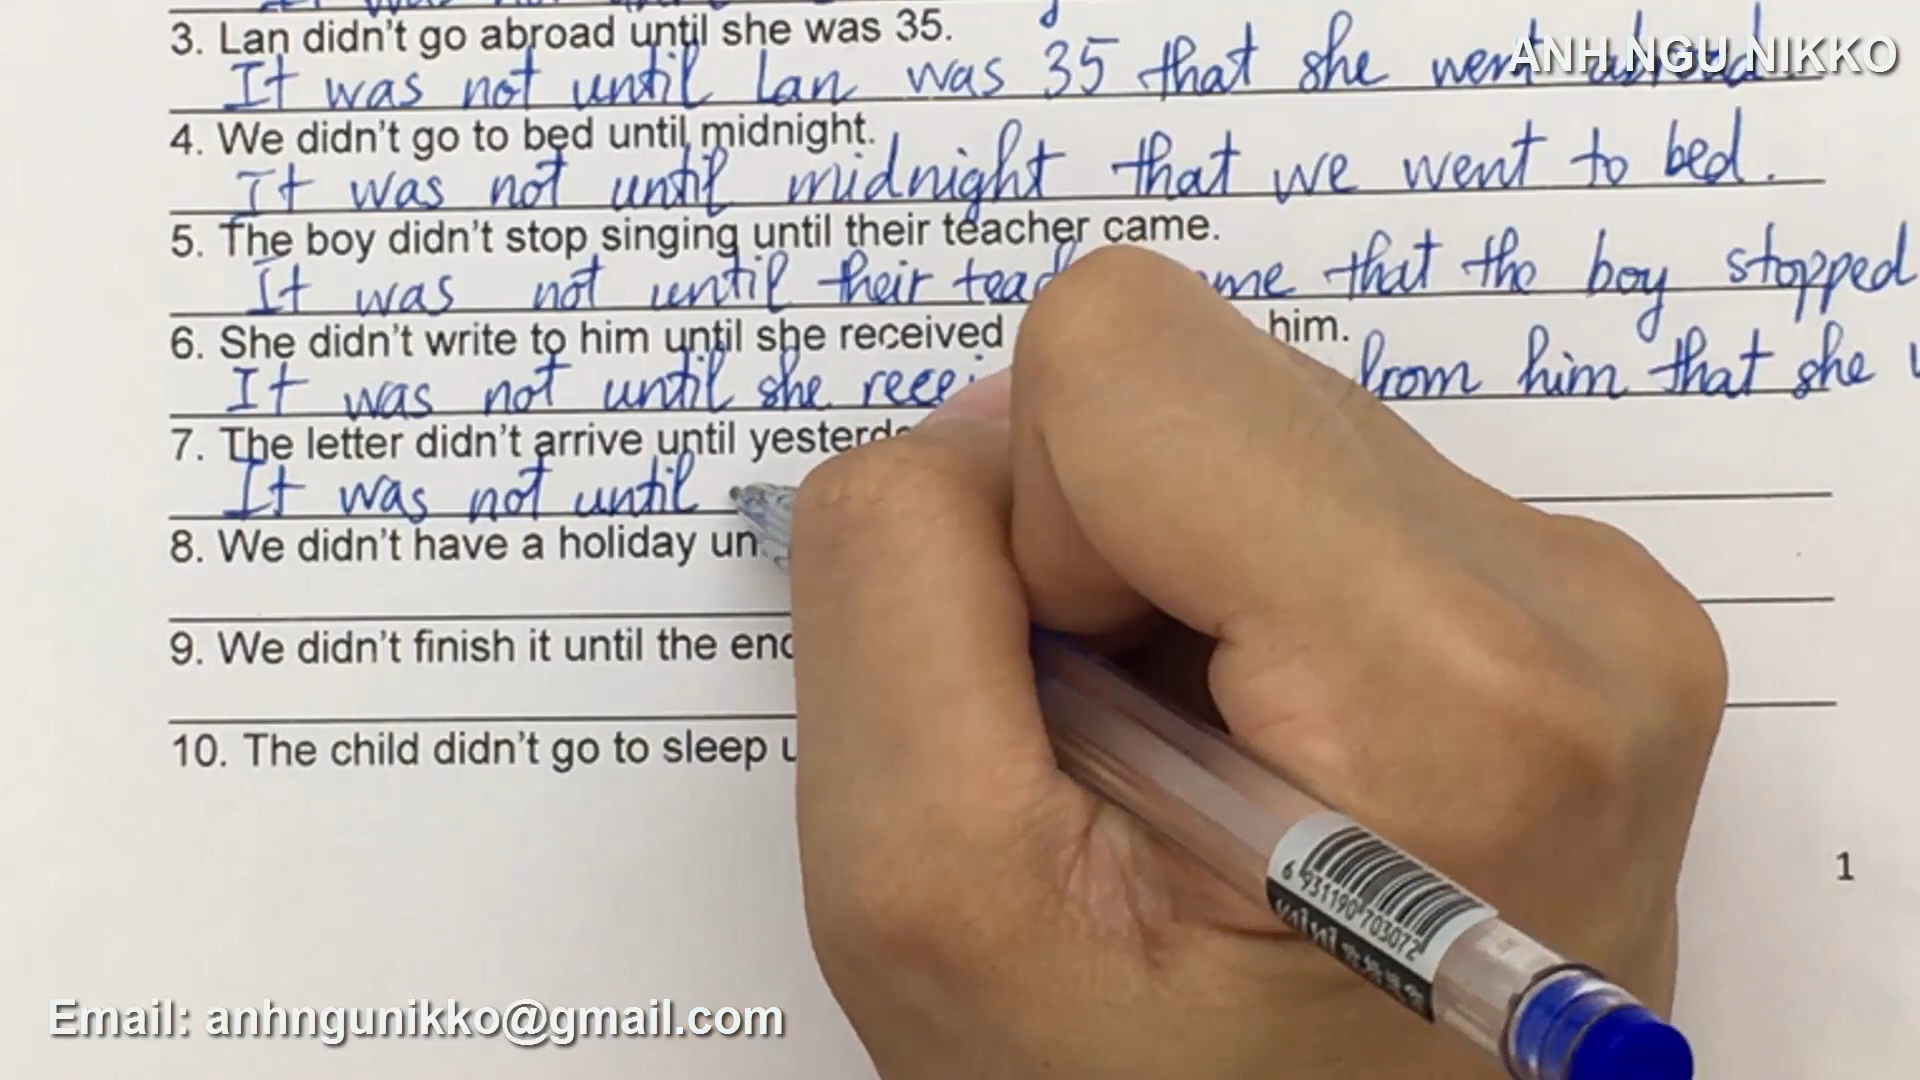 3. Lan didn't go abroad until she was 35.
ANH NGU NIKKO
It was not until Lan was 35 that she went abroad.
4. We didn't go to bed until midnight.
It was not until midnight that we went to bed.
5. The boy didn't stop singing until their teacher came.
It was not until their that the boy stopped
6. She didn't write to him until she received him.
It was not until she from him that she
7. The letter didn't arrive until
It was not until
8. We didn't have a holiday
9. We didn't finish it until the
10. The child didn't go to sleep
1
6 931190 703072
Email: anhngunikko@gmail.com